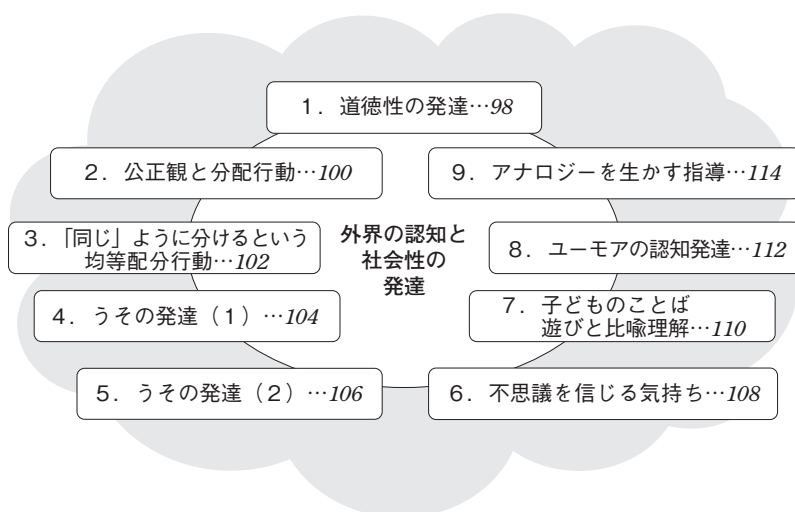 1．道徳性の発達…98
2．公正観と分配行動…100
3．「同じ」ように分けるという
均等配分行動…102
4．うその発達（1）…104
5．うその発達（2）…106
外界の認知と
社会性の
発達
9．アナロジーを生かす指導…114
8．ユーモアの認知発達…112
7．子どものことば
遊びと比喩理解…110
6．不思議を信じる気持ち…108